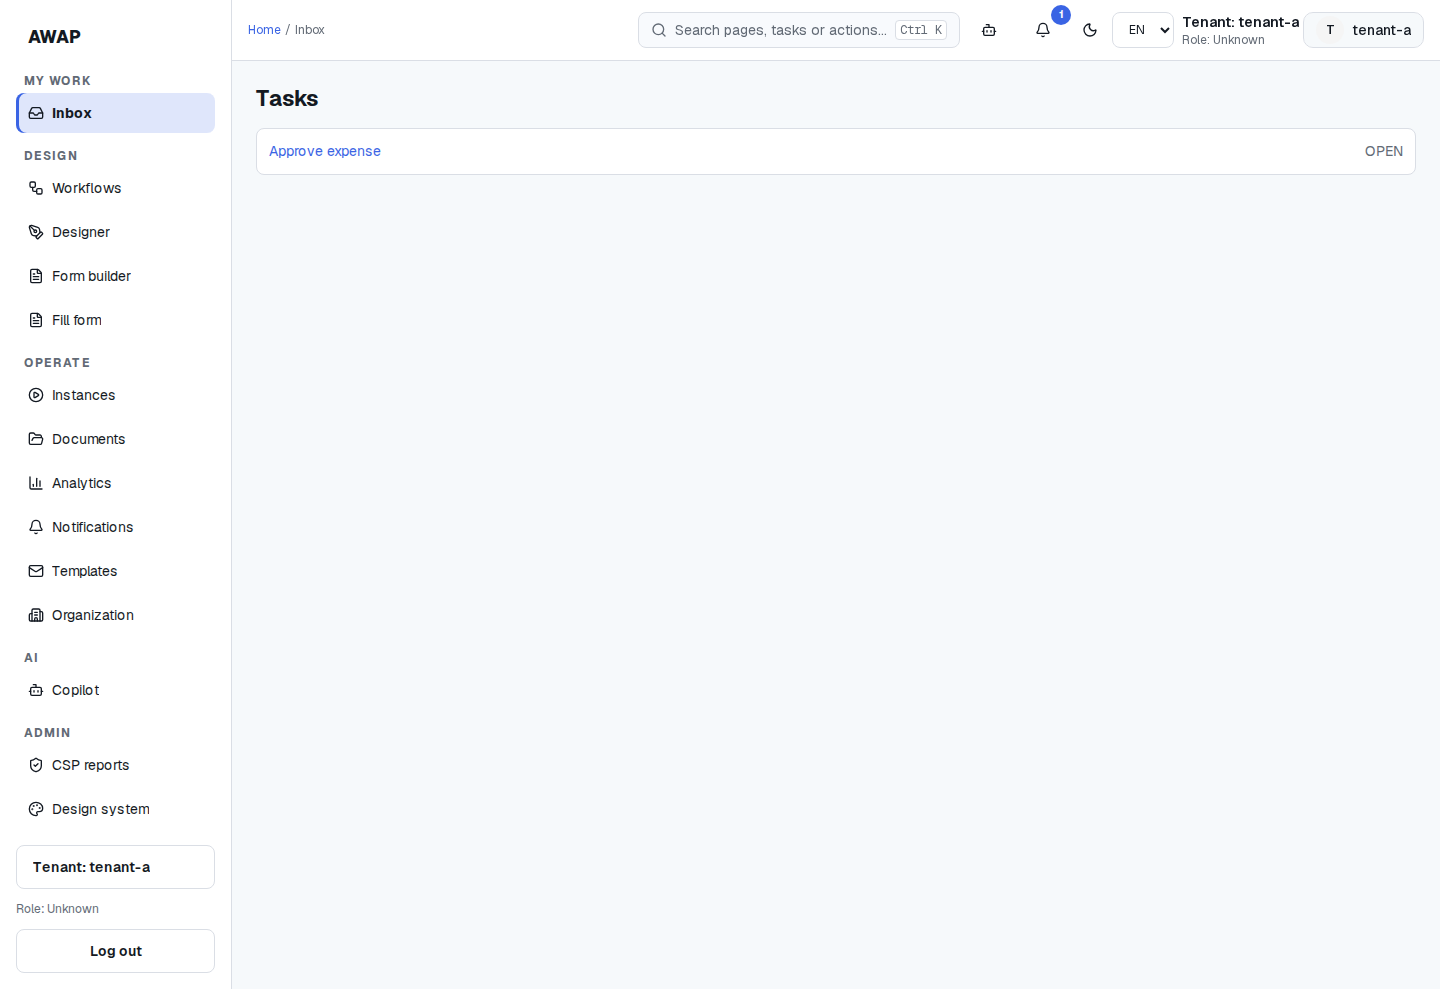 AWAP
MY WORK
Inbox
DESIGN
Workflows
Designer
Form builder
Fill form
OPERATE
Instances
Documents
Analytics
Notifications
Templates
Organization
AI
Copilot
ADMIN
CSP reports
Design system
Tenant: tenant-a
Role: Unknown
Log out
Home / Inbox
Search pages, tasks or actions... Ctrl K
1
EN
Tenant: tenant-a
Role: Unknown
T tenant-a
Tasks
Approve expense OPEN